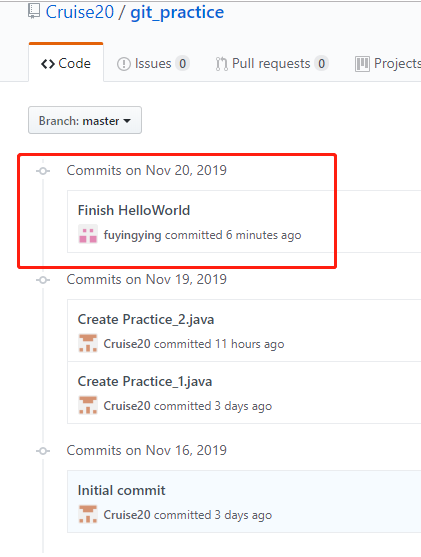 Cruise20 / git_practice
Code Issues 0 Pull requests 0 Projects
Branch: master
Commits on Nov 20, 2019
Finish HelloWorld
fuyingying committed 6 minutes ago
Commits on Nov 19, 2019
Create Practice_2.java
Cruise20 committed 11 hours ago
Create Practice_1.java
Cruise20 committed 3 days ago
Commits on Nov 16, 2019
Initial commit
Cruise20 committed 3 days ago